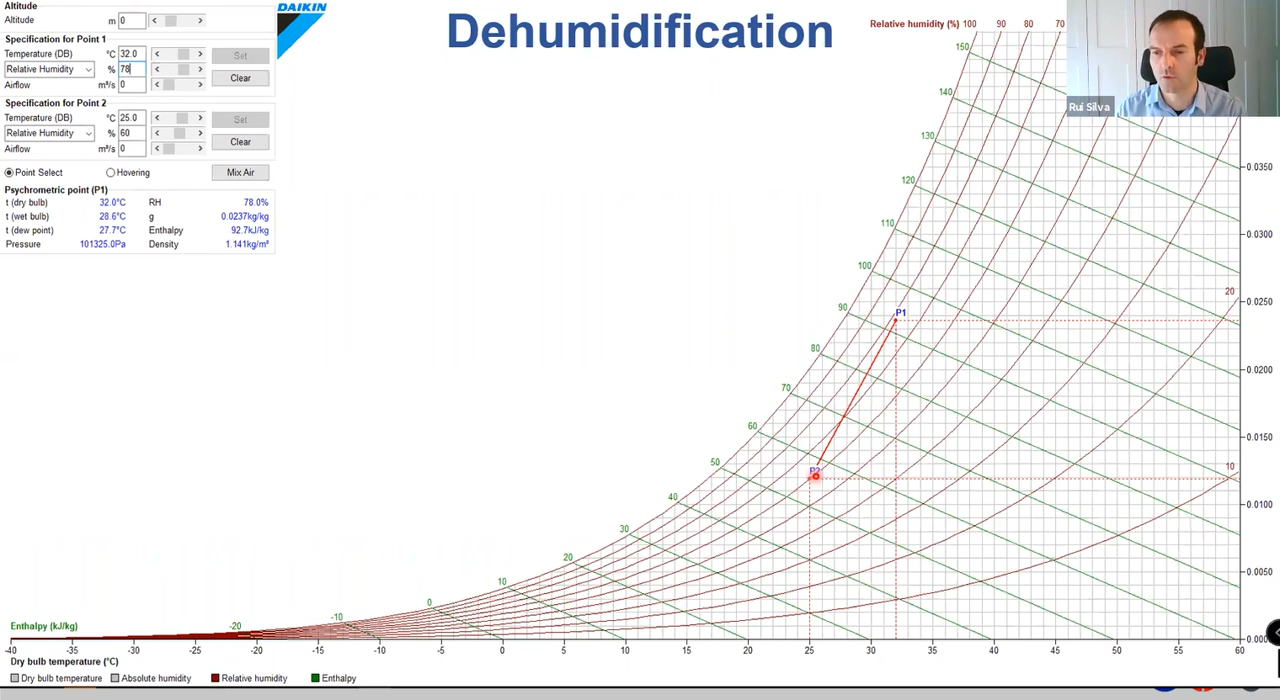 Altitude
Altitude m 0
Specification for Point 1
Temperature (DB) °C 32.0 Set
Relative Humidity % 78 Clear
Airflow m³/s 0
Specification for Point 2
Temperature (DB) °C 25.0 Set
Relative Humidity % 60 Clear
Airflow m³/s 0
Point Select Hovering Mix Air
Psychrometric point (P1)
t (dry bulb) 32.0°C RH 78.0%
t (wet bulb) 28.6°C g 0.0237kg/kg
t (dew point) 27.7°C Enthalpy 92.7kJ/kg
Pressure 101325.0Pa Density 1.141kg/m³
DAIKIN
Dehumidification
Relative humidity (%) 100 90 80 70
Rui Silva
150
140
130
120
110
100
90
80
70
60
50
40
30
20
10
0
-10
-20
P1
P2
20
10
0.0350
0.0300
0.0250
0.0200
0.0150
0.0100
0.0050
0.000
Enthalpy (kJ/kg)
-40 -35 -30 -25 -20 -15 -10 -5 0 5 10 15 20 25 30 35 40 45 50 55 60
Dry bulb temperature (°C)
Dry bulb temperature Absolute humidity Relative humidity Enthalpy